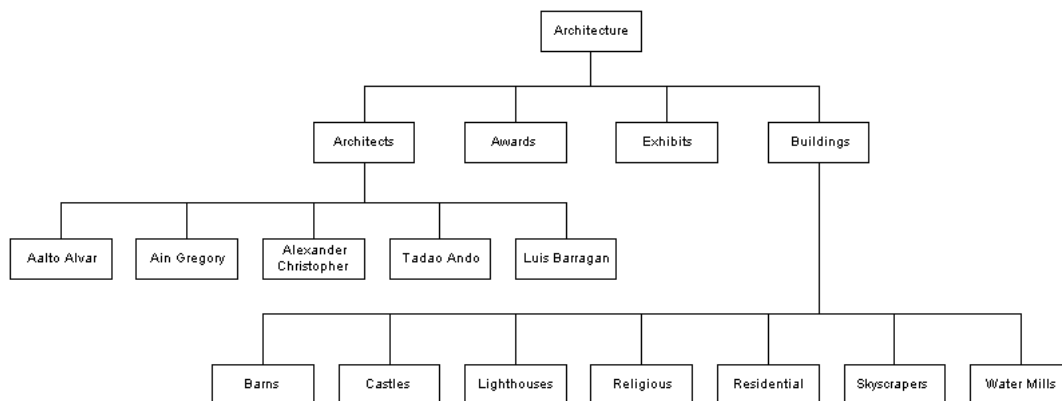 Architecture
Architects
Awards
Exhibits
Buildings
Aalto Alvar
Ain Gregory
Alexander
Christopher
Tadao Ando
Luis Barragan
Barns
Castles
Lighthouses
Religious
Residential
Skyscrapers
Water Mills